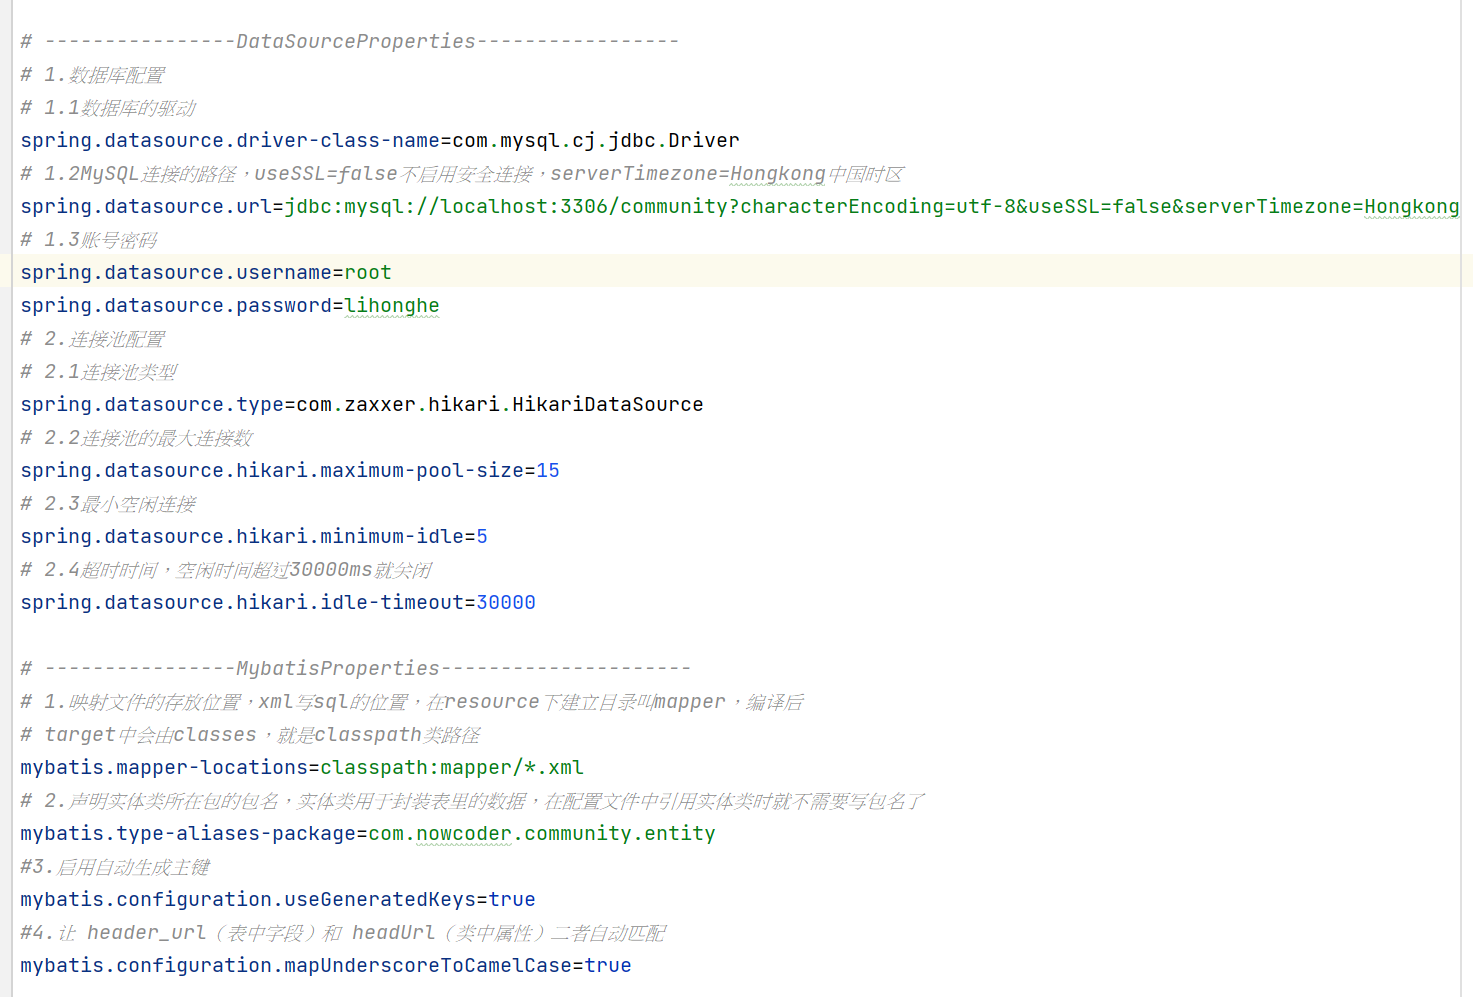 # ----------------DataSourceProperties-----------------
# 1.数据库配置
# 1.1数据库的驱动
spring.datasource.driver-class-name=com.mysql.cj.jdbc.Driver
# 1.2MySQL连接的路径，useSSL=false不启用安全连接，serverTimezone=Hongkong中国时区
spring.datasource.url=jdbc:mysql://localhost:3306/community?characterEncoding=utf-8&useSSL=false&serverTimezone=Hongkong
# 1.3账号密码
spring.datasource.username=root
spring.datasource.password=lihonghe
# 2.连接池配置
# 2.1连接池类型
spring.datasource.type=com.zaxxer.hikari.HikariDataSource
# 2.2连接池的最大连接数
spring.datasource.hikari.maximum-pool-size=15
# 2.3最小空闲连接
spring.datasource.hikari.minimum-idle=5
# 2.4超时时间，空闲时间超过30000ms就关闭
spring.datasource.hikari.idle-timeout=30000
# ----------------MybatisProperties---------------------
# 1.映射文件的存放位置，xml写sql的位置，在resource下建立目录叫mapper，编译后
# target中会由classes，就是classpath类路径
mybatis.mapper-locations=classpath:mapper/*.xml
# 2.声明实体类所在包的包名，实体类用于封装表里的数据，在配置文件中引用实体类时就不需要写包名了
mybatis.type-aliases-package=com.nowcoder.community.entity
#3.启用自动生成主键
mybatis.configuration.useGeneratedKeys=true
#4.让 header_url（表中字段）和 headUrl（类中属性）二者自动匹配
mybatis.configuration.mapUnderscoreToCamelCase=true